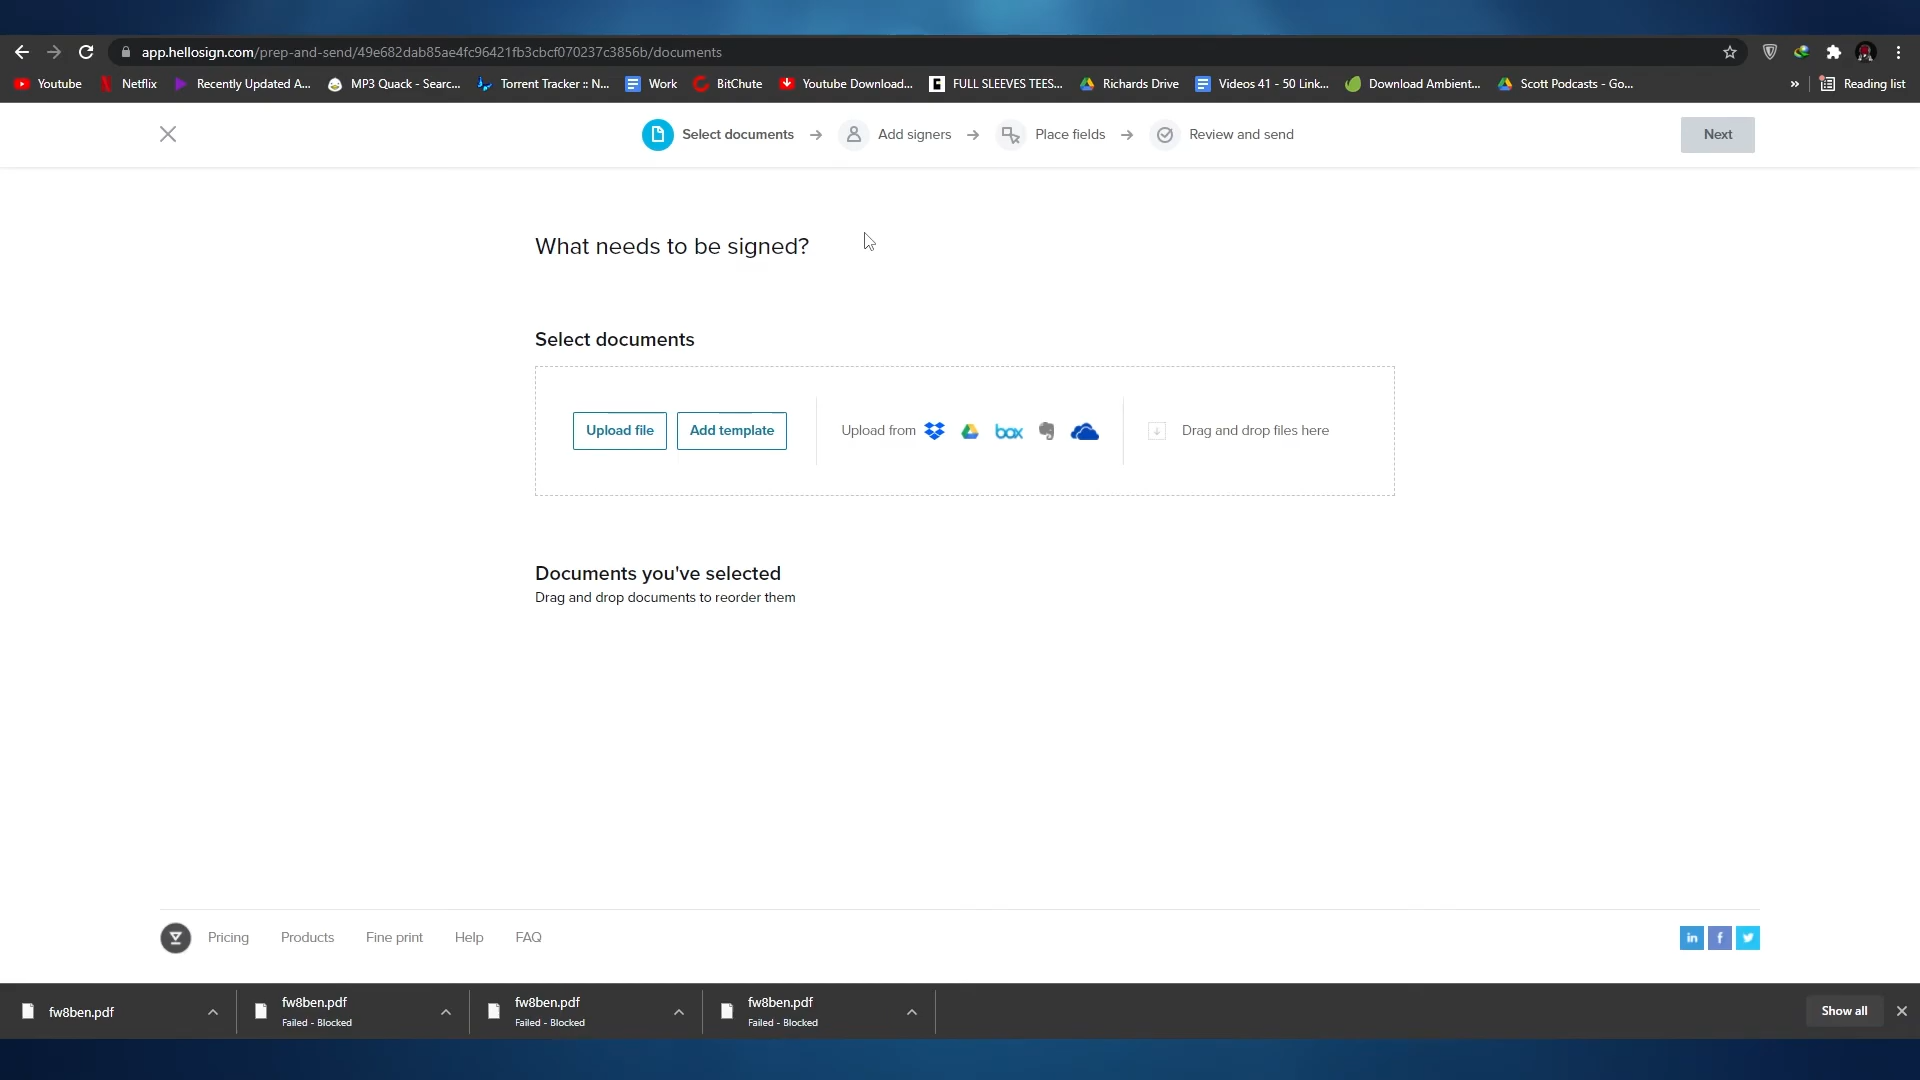 app.hellosign.com/prep-and-send/49e682dab85ae4fc96421fb3cbcf070237c3856b/documents
Youtube Netflix Recently Updated A... MP3 Quack - Searc... Torrent Tracker :: N... Work BitChute Youtube Download... FULL SLEEVES TEES... Richards Drive Videos 41 - 50 Link... Download Ambient... Scott Podcasts - Go... » Reading list
Select documents → Add signers → Place fields → Review and send Next
What needs to be signed?
Select documents
Upload file Add template Upload from box Drag and drop files here
Documents you've selected
Drag and drop documents to reorder them
Pricing Products Fine print Help FAQ in f
fw8ben.pdf fw8ben.pdf fw8ben.pdf fw8ben.pdf Show all
Failed - Blocked Failed - Blocked Failed - Blocked